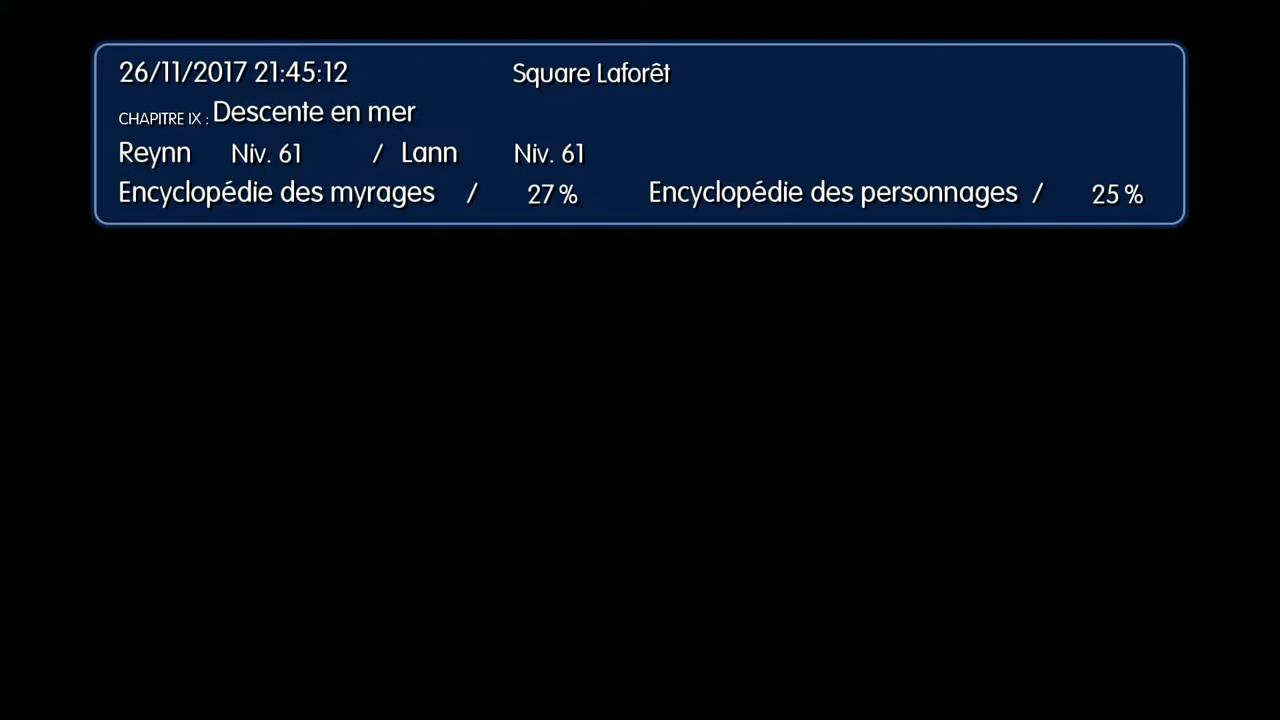 26/11/2017 21:45:12 Square Laforêt
CHAPITRE IX : Descente en mer
Reynn Niv. 61 / Lann Niv. 61
Encyclopédie des myrages / 27 % Encyclopédie des personnages / 25 %